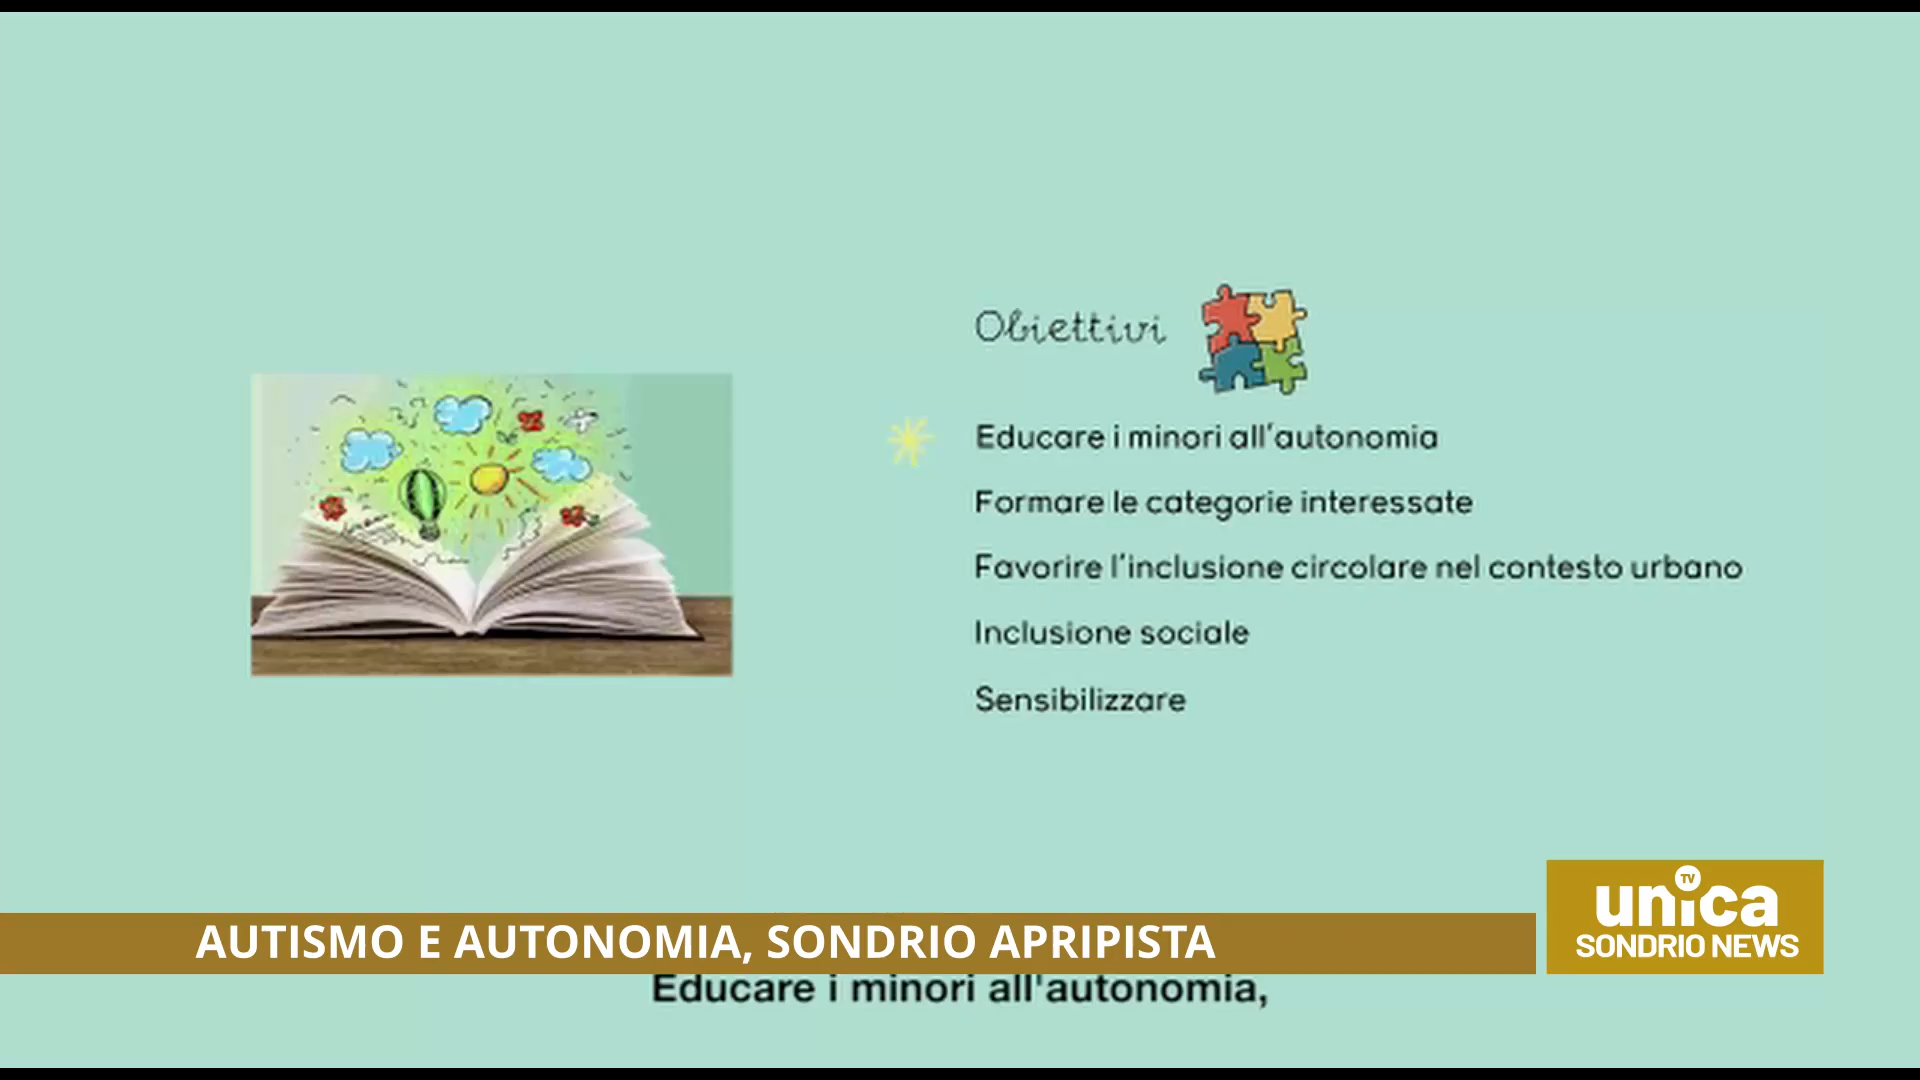 Obiettivi
Educare i minori all'autonomia
Formare le categorie interessate
Favorire l'inclusione circolare nel contesto urbano
Inclusione sociale
Sensibilizzare
TV
unica
SONDRIO NEWS
AUTISMO E AUTONOMIA, SONDRIO APRIPISTA
Educare i minori all'autonomia,